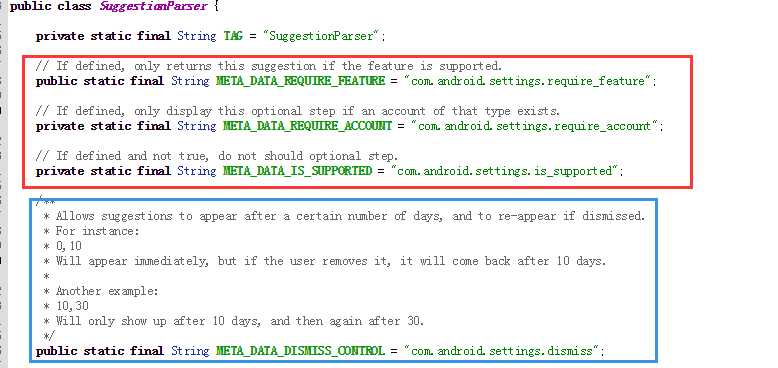 public class SuggestionParser {
private static final String TAG = "SuggestionParser";
// If defined, only returns this suggestion if the feature is supported.
public static final String META_DATA_REQUIRE_FEATURE = "com.android.settings.require_feature";
// If defined, only display this optional step if an account of that type exists.
private static final String META_DATA_REQUIRE_ACCOUNT = "com.android.settings.require_account";
// If defined and not true, do not should optional step.
private static final String META_DATA_IS_SUPPORTED = "com.android.settings.is_supported";
/**
* Allows suggestions to appear after a certain number of days, and to re-appear if dismissed.
* For instance:
* 0,10
* Will appear immediately, but if the user removes it, it will come back after 10 days.
*
* Another example:
* 10,30
* Will only show up after 10 days, and then again after 30.
*/
public static final String META_DATA_DISMISS_CONTROL = "com.android.settings.dismiss";